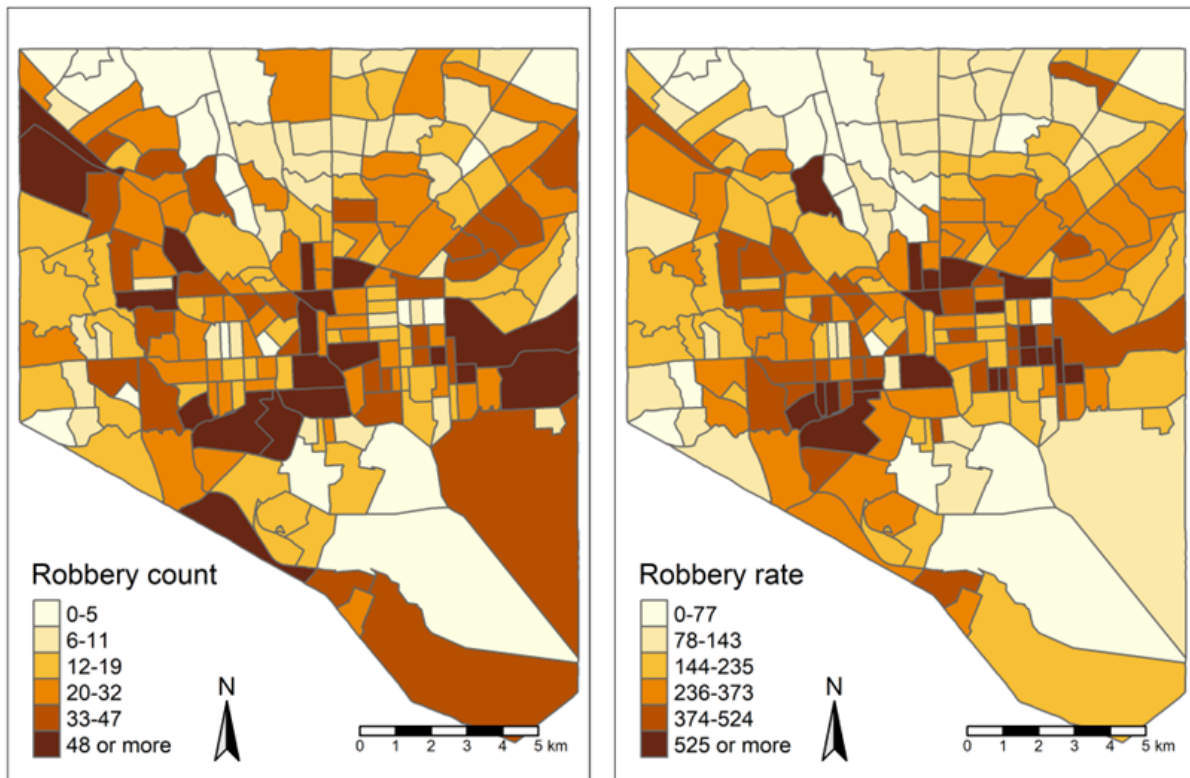 Robbery count
0-5
6-11
12-19
20-32
33-47
48 or more
N
0 1 2 3 4 5 km
Robbery rate
0-77
78-143
144-235
236-373
374-524
525 or more
N
0 1 2 3 4 5 km